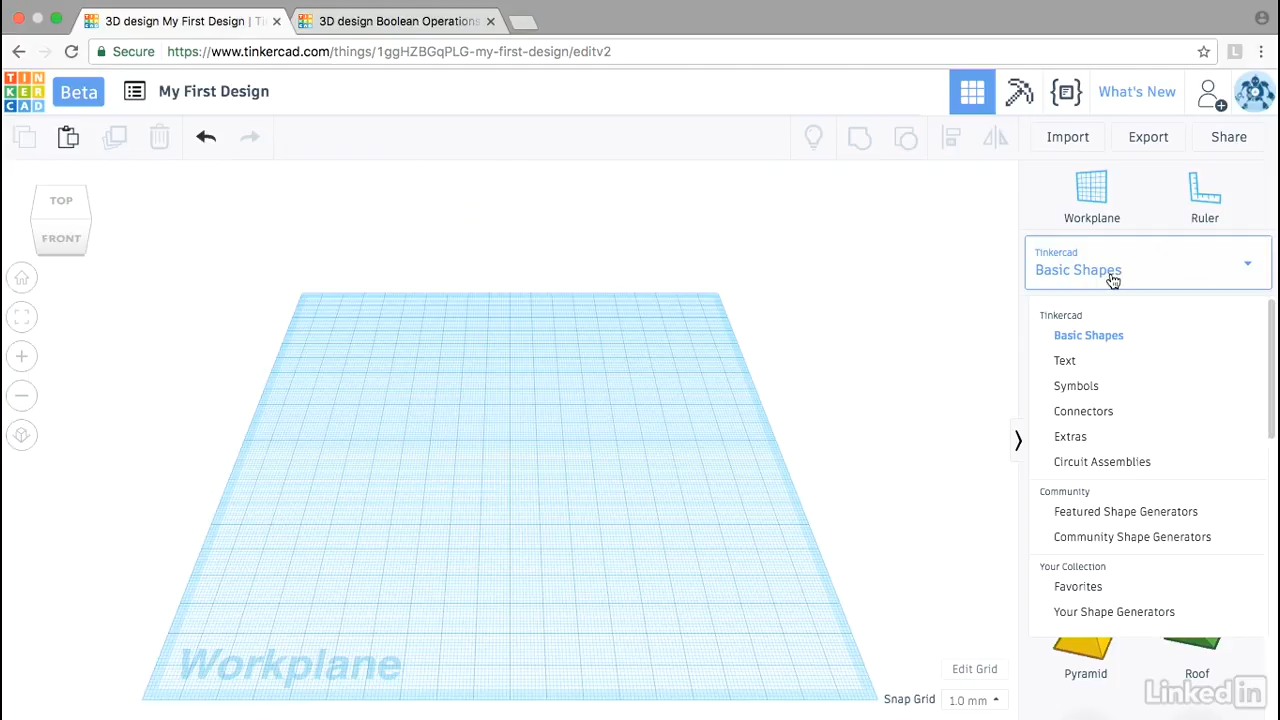 3D design My First Design | Ti
3D design Boolean Operations
Secure
https://www.tinkercad.com/things/1ggHZBGqPLG-my-first-design/editv2
L
TIN
KER
CAD
Beta
My First Design
What's New
Import
Export
Share
TOP
FRONT
Workplane
Ruler
Tinkercad
Basic Shapes
Tinkercad
Basic Shapes
Text
Symbols
Connectors
Extras
Circuit Assemblies
Community
Featured Shape Generators
Community Shape Generators
Your Collection
Favorites
Your Shape Generators
Pyramid
Roof
Workplane
Edit Grid
Snap Grid
1.0 mm
Linked in